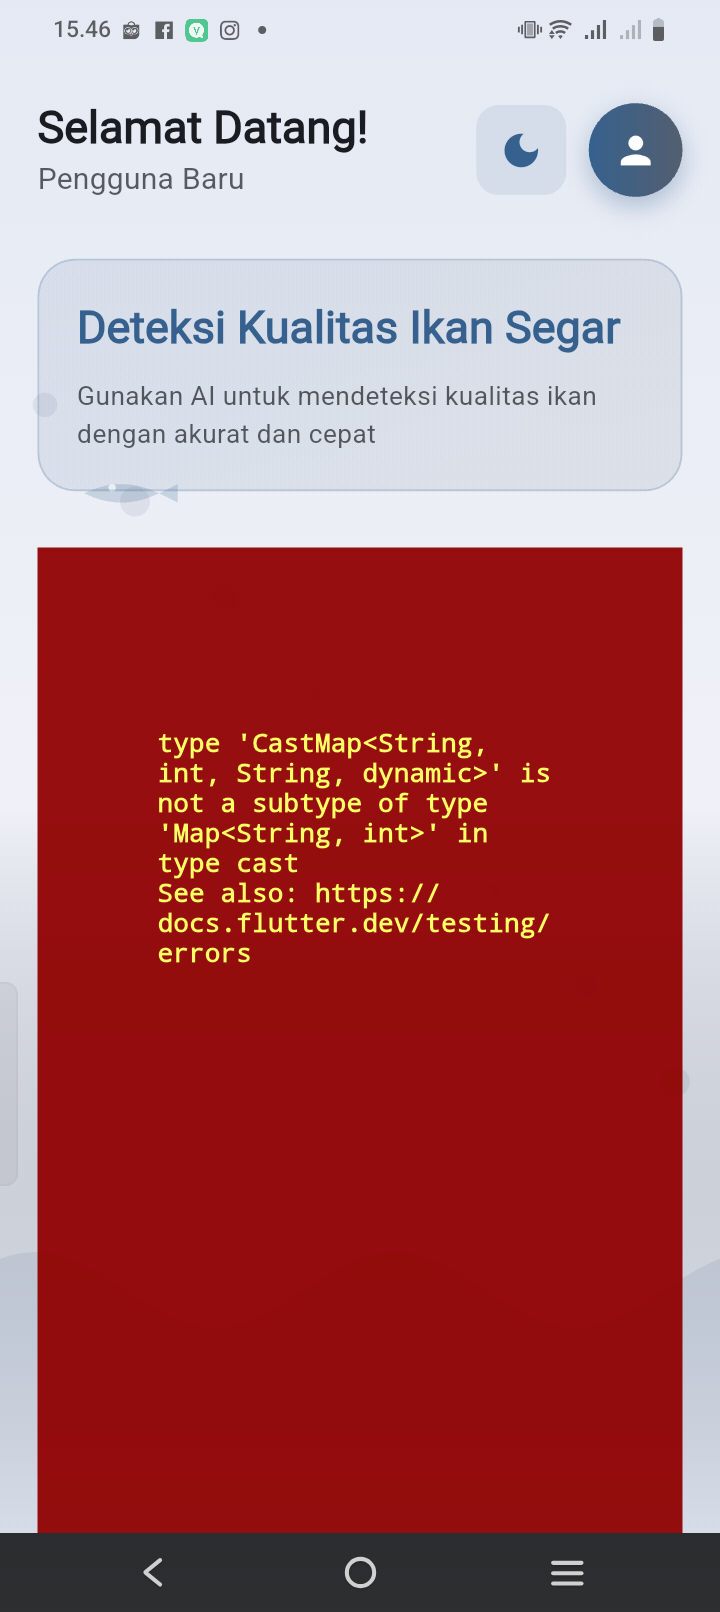 15.46
Selamat Datang!
Pengguna Baru
Deteksi Kualitas Ikan Segar
Gunakan AI untuk mendeteksi kualitas ikan
dengan akurat dan cepat
type 'CastMap<String,
int, String, dynamic>' is
not a subtype of type
'Map<String, int>' in
type cast
See also: https://
docs.flutter.dev/testing/
errors